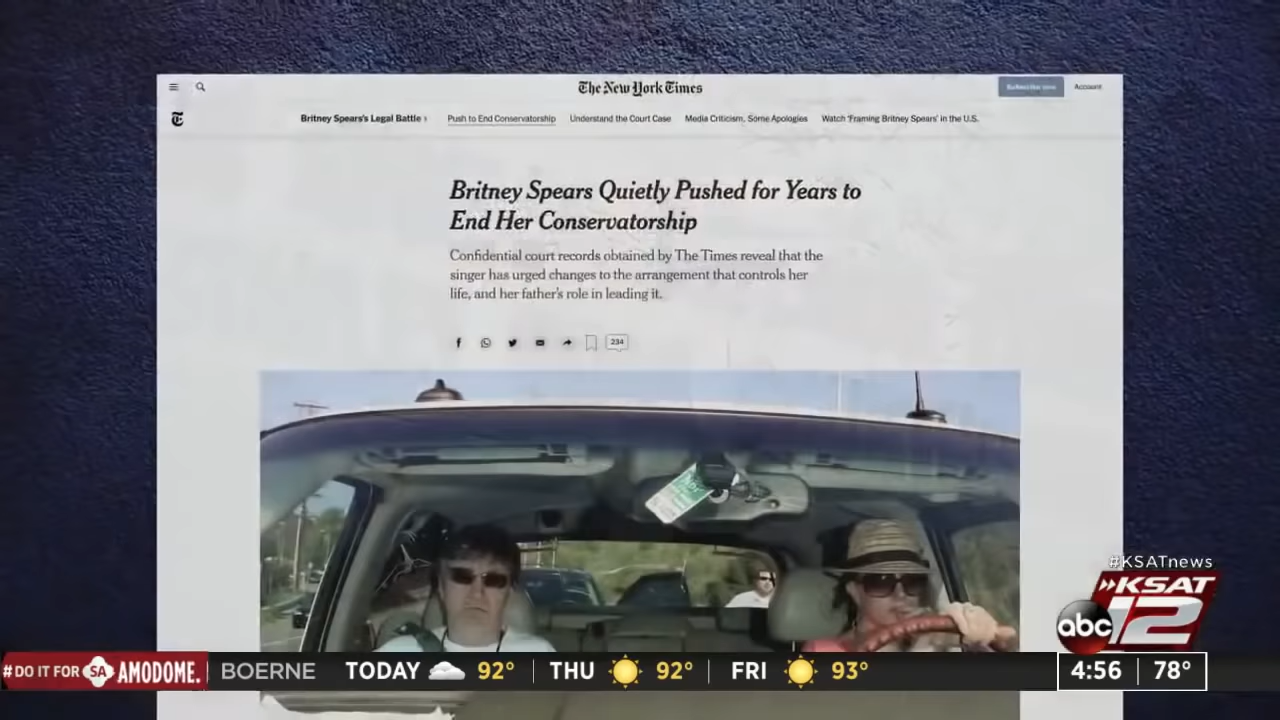 The New York Times
Subscribe now
Account
Britney Spears's Legal Battle ›
Push to End Conservatorship
Understand the Court Case
Media Criticism, Some Apologies
Watch 'Framing Britney Spears' in the U.S.
Britney Spears Quietly Pushed for Years to
End Her Conservatorship
Confidential court records obtained by The Times reveal that the
singer has urged changes to the arrangement that controls her
life, and her father's role in leading it.
234
#KSATnews
KSAT
abc 12
#DO IT FOR SA AMODOME.
BOERNE TODAY 92° THU 92° FRI 93°
4:56 78°